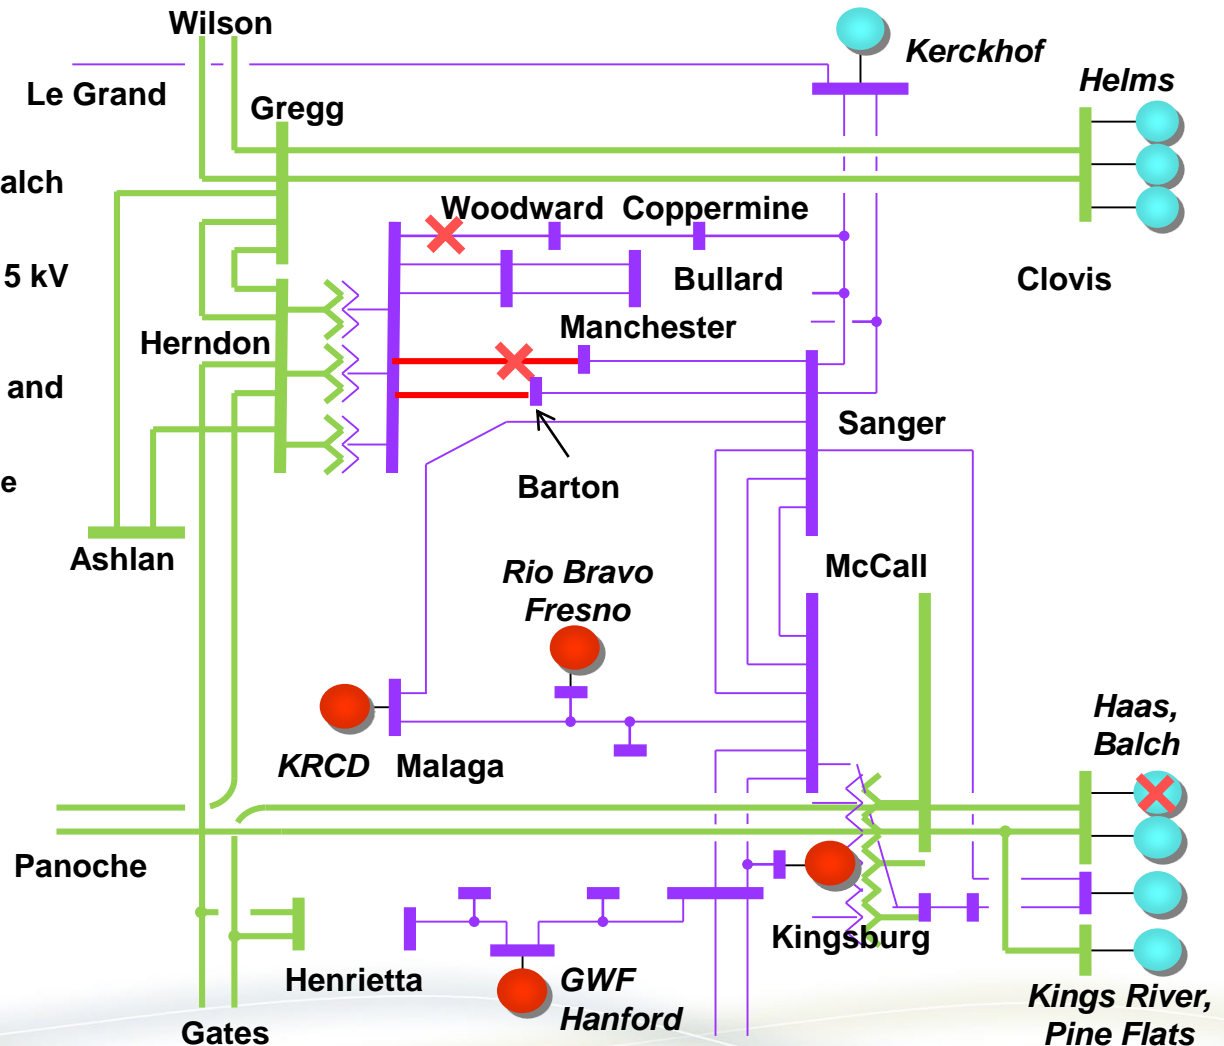 Wilson
Kerckhof
Helms
Le Grand
Gregg
alch
Woodward Coppermine
5 kV
Bullard
Clovis
Manchester
Herndon
and
Sanger
e
Barton
Ashlan
McCall
Rio Bravo
Fresno
Haas,
Balch
KRCD
Malaga
Panoche
Kingsburg
Henrietta
GWF
Hanford
Kings River,
Pine Flats
Gates